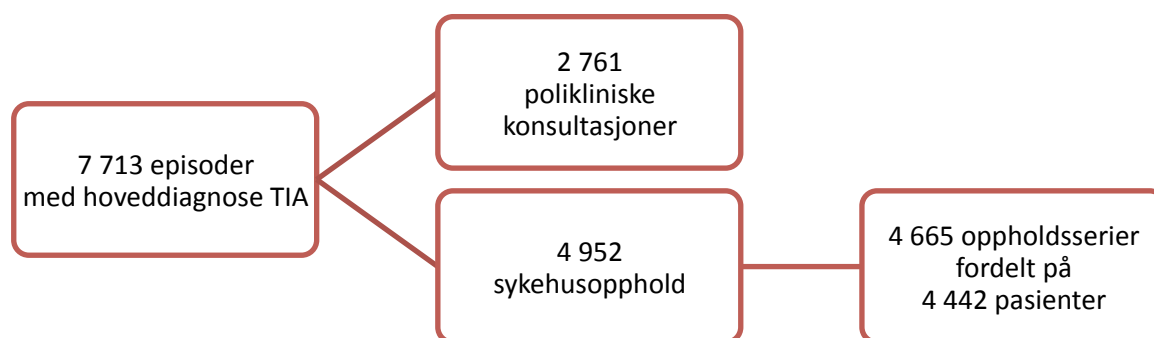 7 713 episoder
med hoveddiagnose TIA
2 761
polikliniske
konsultasjoner
4 952
sykehusopphold
4 665 oppholdsserier
fordelt på
4 442 pasienter